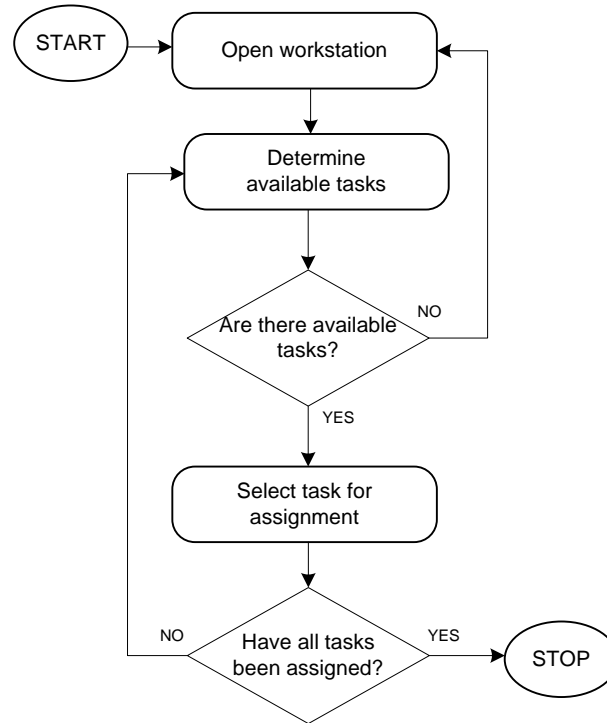 START
Open workstation
Determine
available tasks
Are there available
tasks?
NO
YES
Select task for
assignment
NO
Have all tasks
been assigned?
YES
STOP